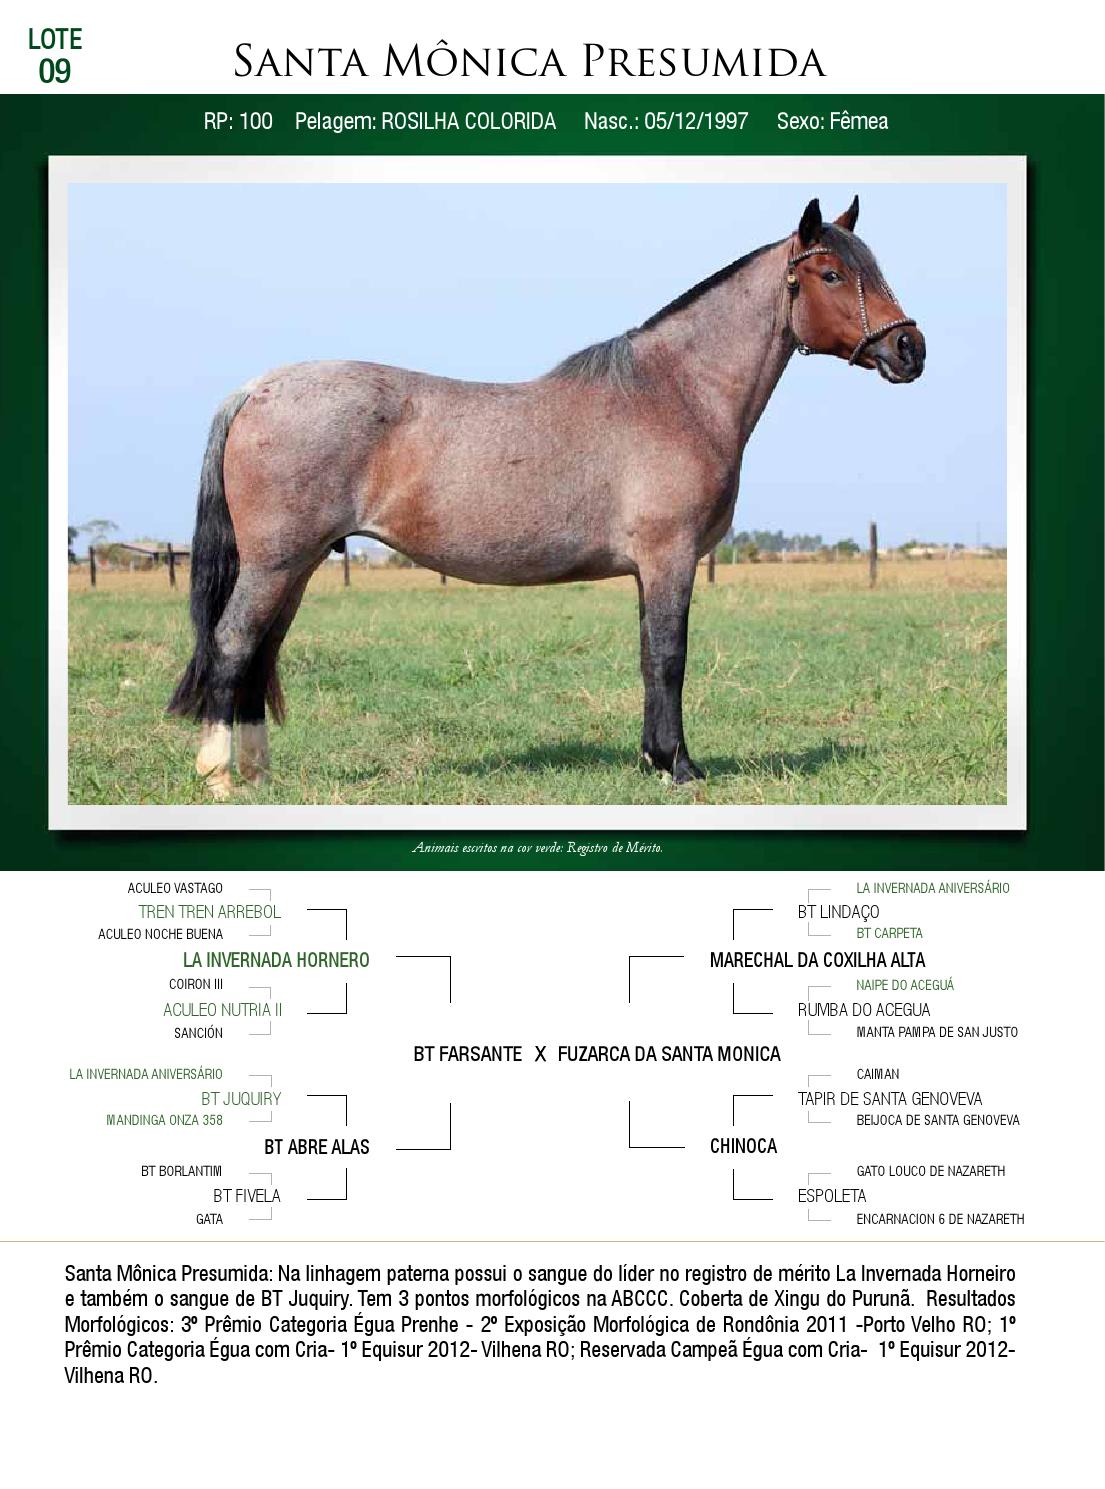 LOTE
09
Santa Mônica Presumida
RP: 100 Pelagem: ROSILHA COLORIDA Nasc.: 05/12/1997 Sexo: Fêmea
Animais escritos na cor verde: Registro de Mérito.
ACULEO VASTAGO
TREN TREN ARREBOL
ACULEO NOCHE BUENA
LA INVERNADA HORNERO
COIRON III
ACULEO NUTRIA II
SANCIÓN
LA INVERNADA ANIVERSÁRIO
BT JUQUIRY
MANDINGA ONZA 358
BT ABRE ALAS
BT BORLANTIM
BT FIVELA
GATA
BT FARSANTE X FUZARCA DA SANTA MONICA
LA INVERNADA ANIVERSÁRIO
BT LINDAÇO
BT CARPETA
MARECHAL DA COXILHA ALTA
NAIPE DO ACEGUÁ
RUMBA DO ACEGUA
MANTA PAMPA DE SAN JUSTO
CAIMAN
TAPIR DE SANTA GENOVEVA
BEIJOCA DE SANTA GENOVEVA
CHINOCA
GATO LOUCO DE NAZARETH
ESPOLETA
ENCARNACION 6 DE NAZARETH
Santa Mônica Presumida: Na linhagem paterna possui o sangue do líder no registro de mérito La Invernada Horneiro
e também o sangue de BT Juquiry. Tem 3 pontos morfológicos na ABCCC. Coberta de Xingu do Purunã. Resultados
Morfológicos: 3º Prêmio Categoria Égua Prenhe - 2º Exposição Morfológica de Rondônia 2011 -Porto Velho RO; 1º
Prêmio Categoria Égua com Cria- 1º Equisur 2012- Vilhena RO; Reservada Campeã Égua com Cria- 1º Equisur 2012-
Vilhena RO.